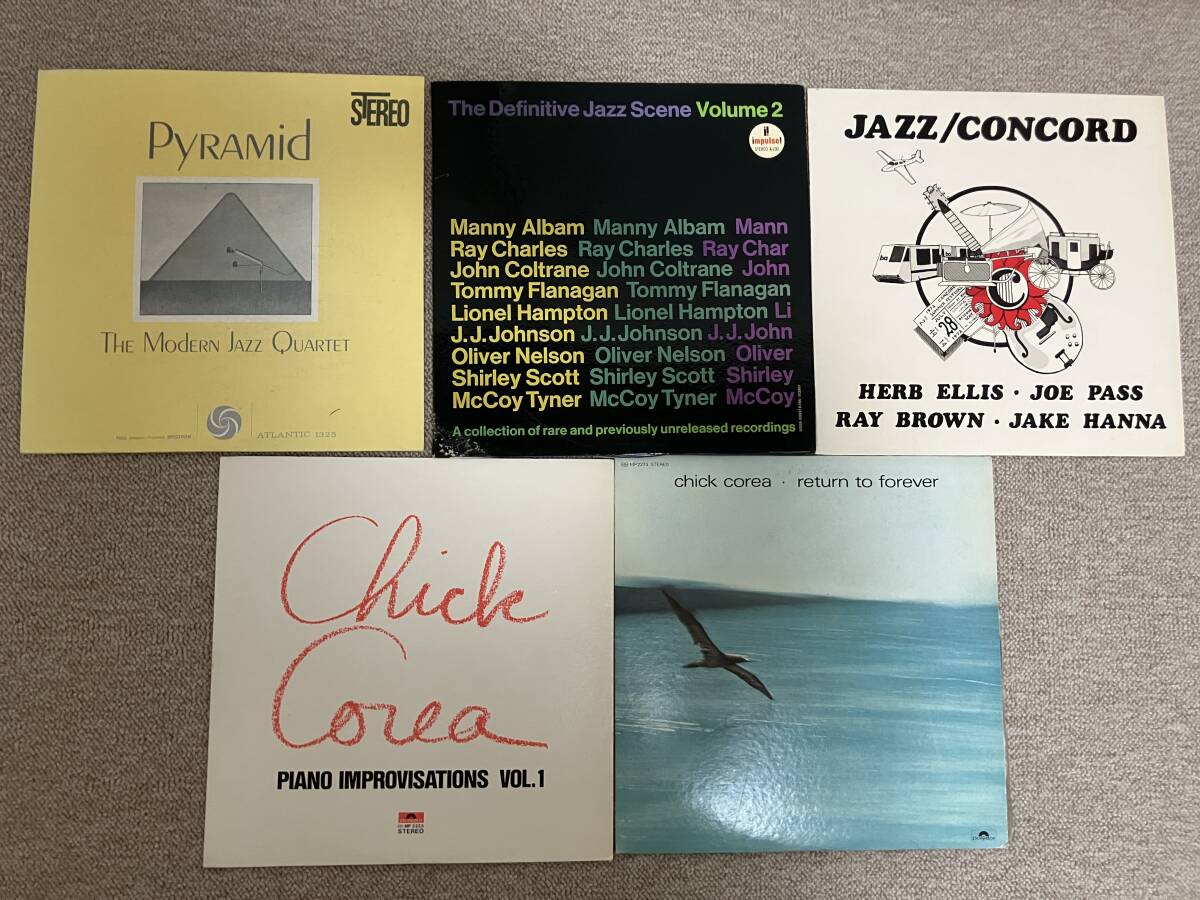 Pyramid
STEREO
The Modern Jazz Quartet
ATLANTIC 1325
The Definitive Jazz Scene Volume 2
impulse!
Manny Albam Manny Albam Mann
Ray Charles Ray Charles Ray Char
John Coltrane John Coltrane John
Tommy Flanagan Tommy Flanagan
Lionel Hampton Lionel Hampton Li
J.J.Johnson J.J.Johnson J.J.John
Oliver Nelson Oliver Nelson Oliver
Shirley Scott Shirley Scott Shirley
McCoy Tyner McCoy Tyner McCoy
A collection of rare and previously unreleased recordings
JAZZ/CONCORD
28
HERB ELLIS · JOE PASS
RAY BROWN · JAKE HANNA
Chick
Corea
PIANO IMPROVISATIONS VOL.1
STEREO
MP 2273 STEREO
chick corea · return to forever